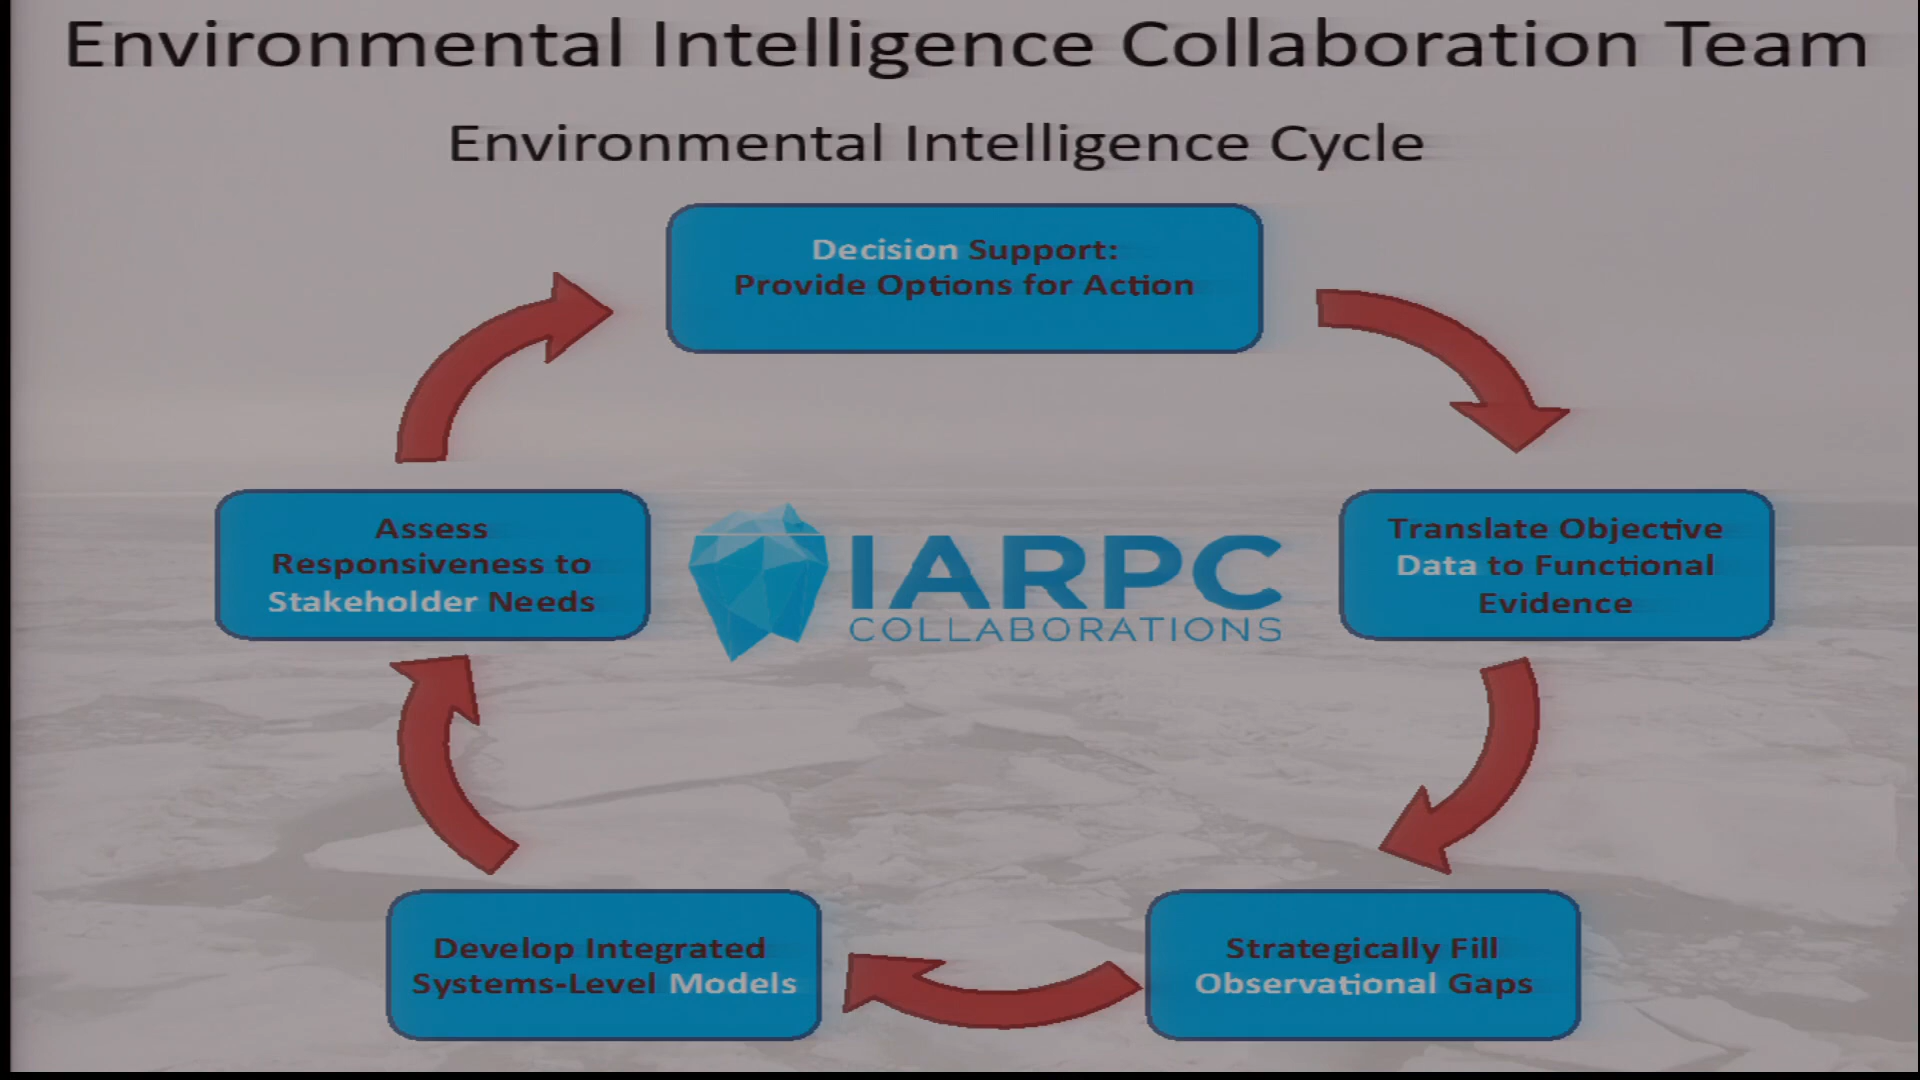 Environmental Intelligence Collaboration Team
Environmental Intelligence Cycle
Decision Support:
Provide Options for Action
Assess
Responsiveness to
Stakeholder Needs
IARPC
COLLABORATIONS
Translate Objective
Data to Functional
Evidence
Develop Integrated
Systems-Level Models
Strategically Fill
Observational Gaps